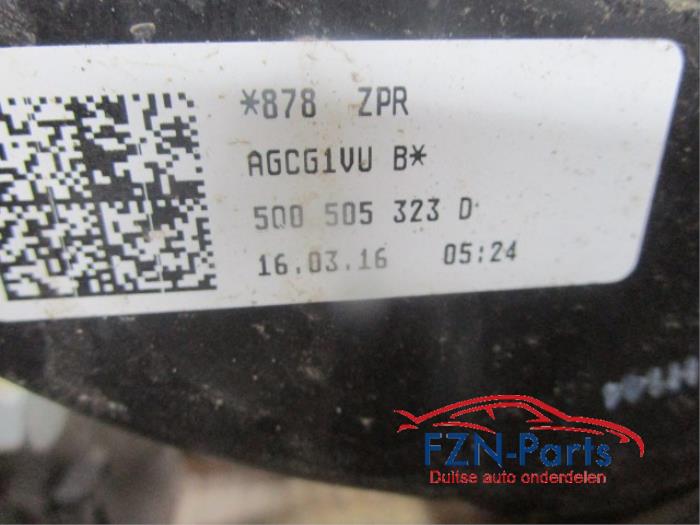 *878 ZPR
AGCG1VU B*
5Q0 505 323 D
16.03.16 05:24
FZN-Parts
Duitse auto onderdelen